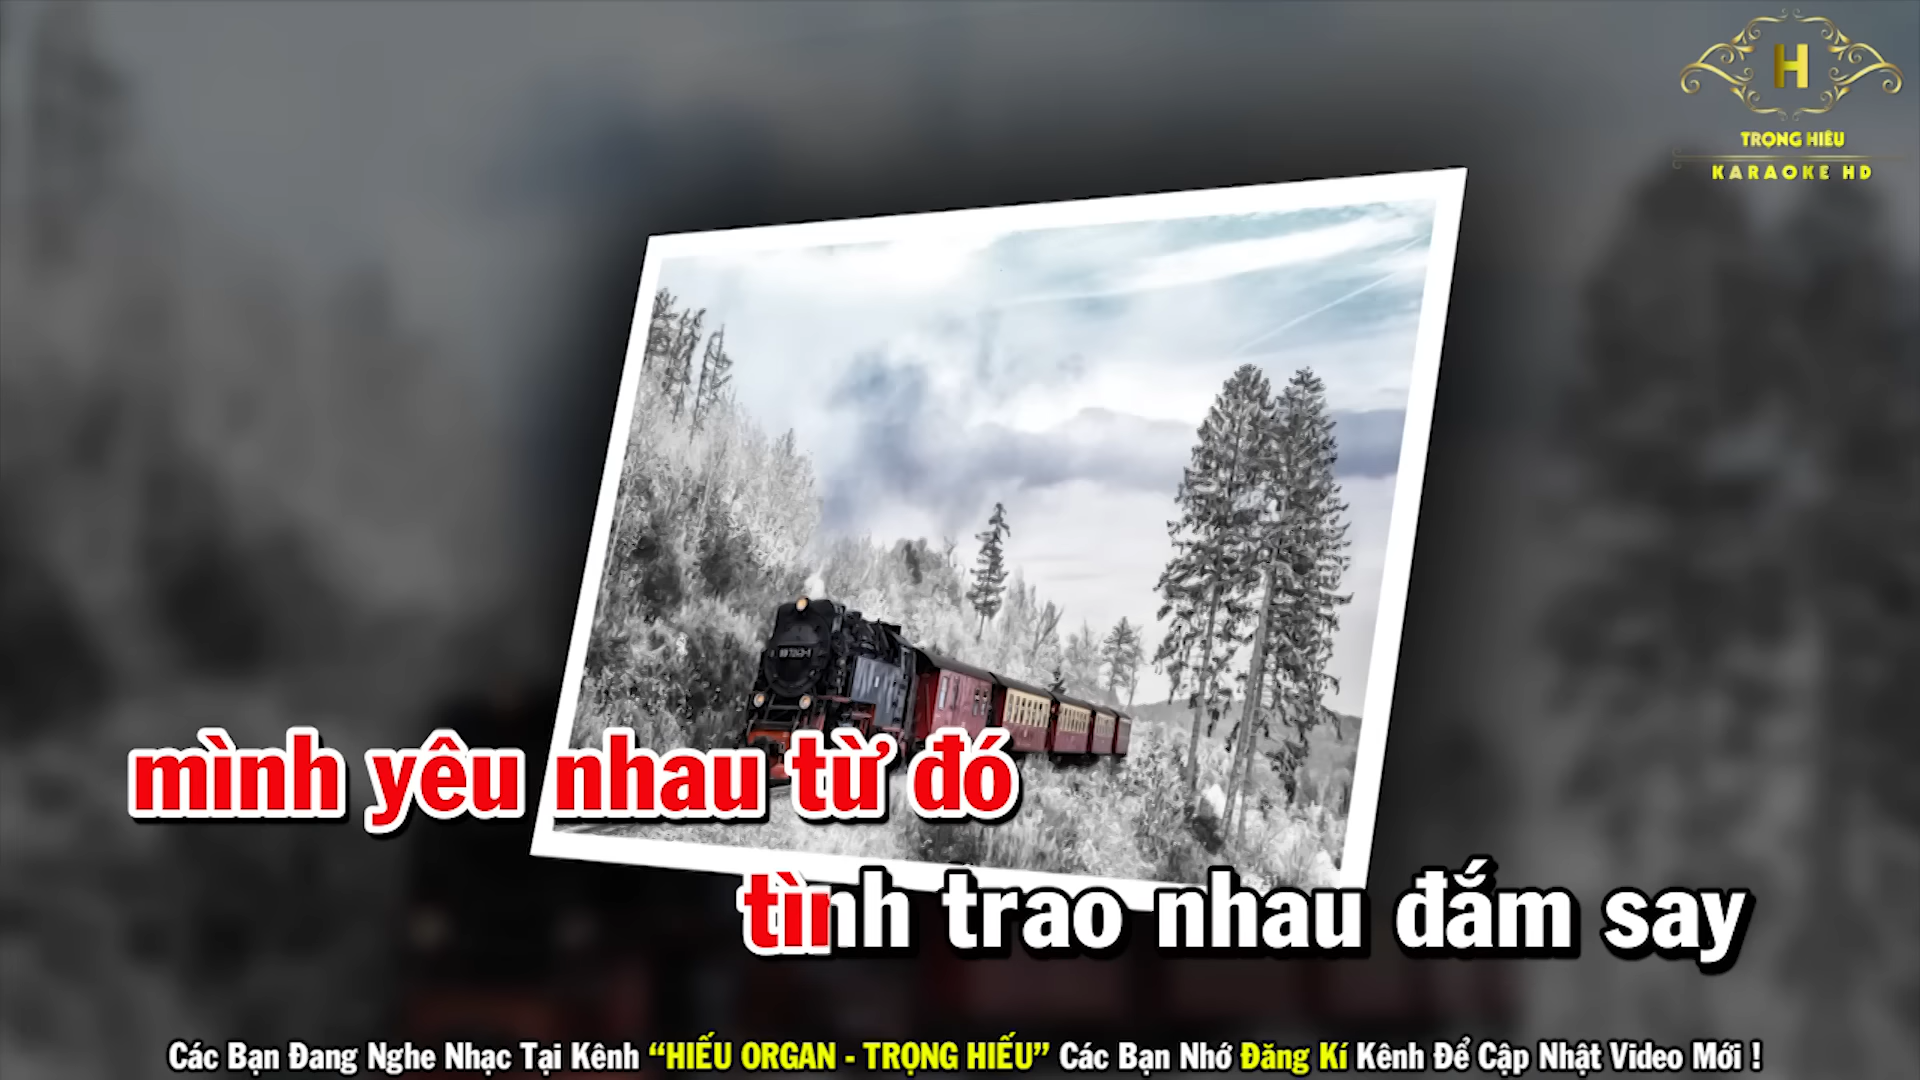 H
TRỌNG HIẾU
KARAOKE HD
mình yêu nhau từ đó
tình trao nhau đắm say
Các Bạn Đang Nghe Nhạc Tại Kênh “HIẾU ORGAN - TRỌNG HIẾU” Các Bạn Nhớ Đăng Kí Kênh Để Cập Nhật Video Mới !